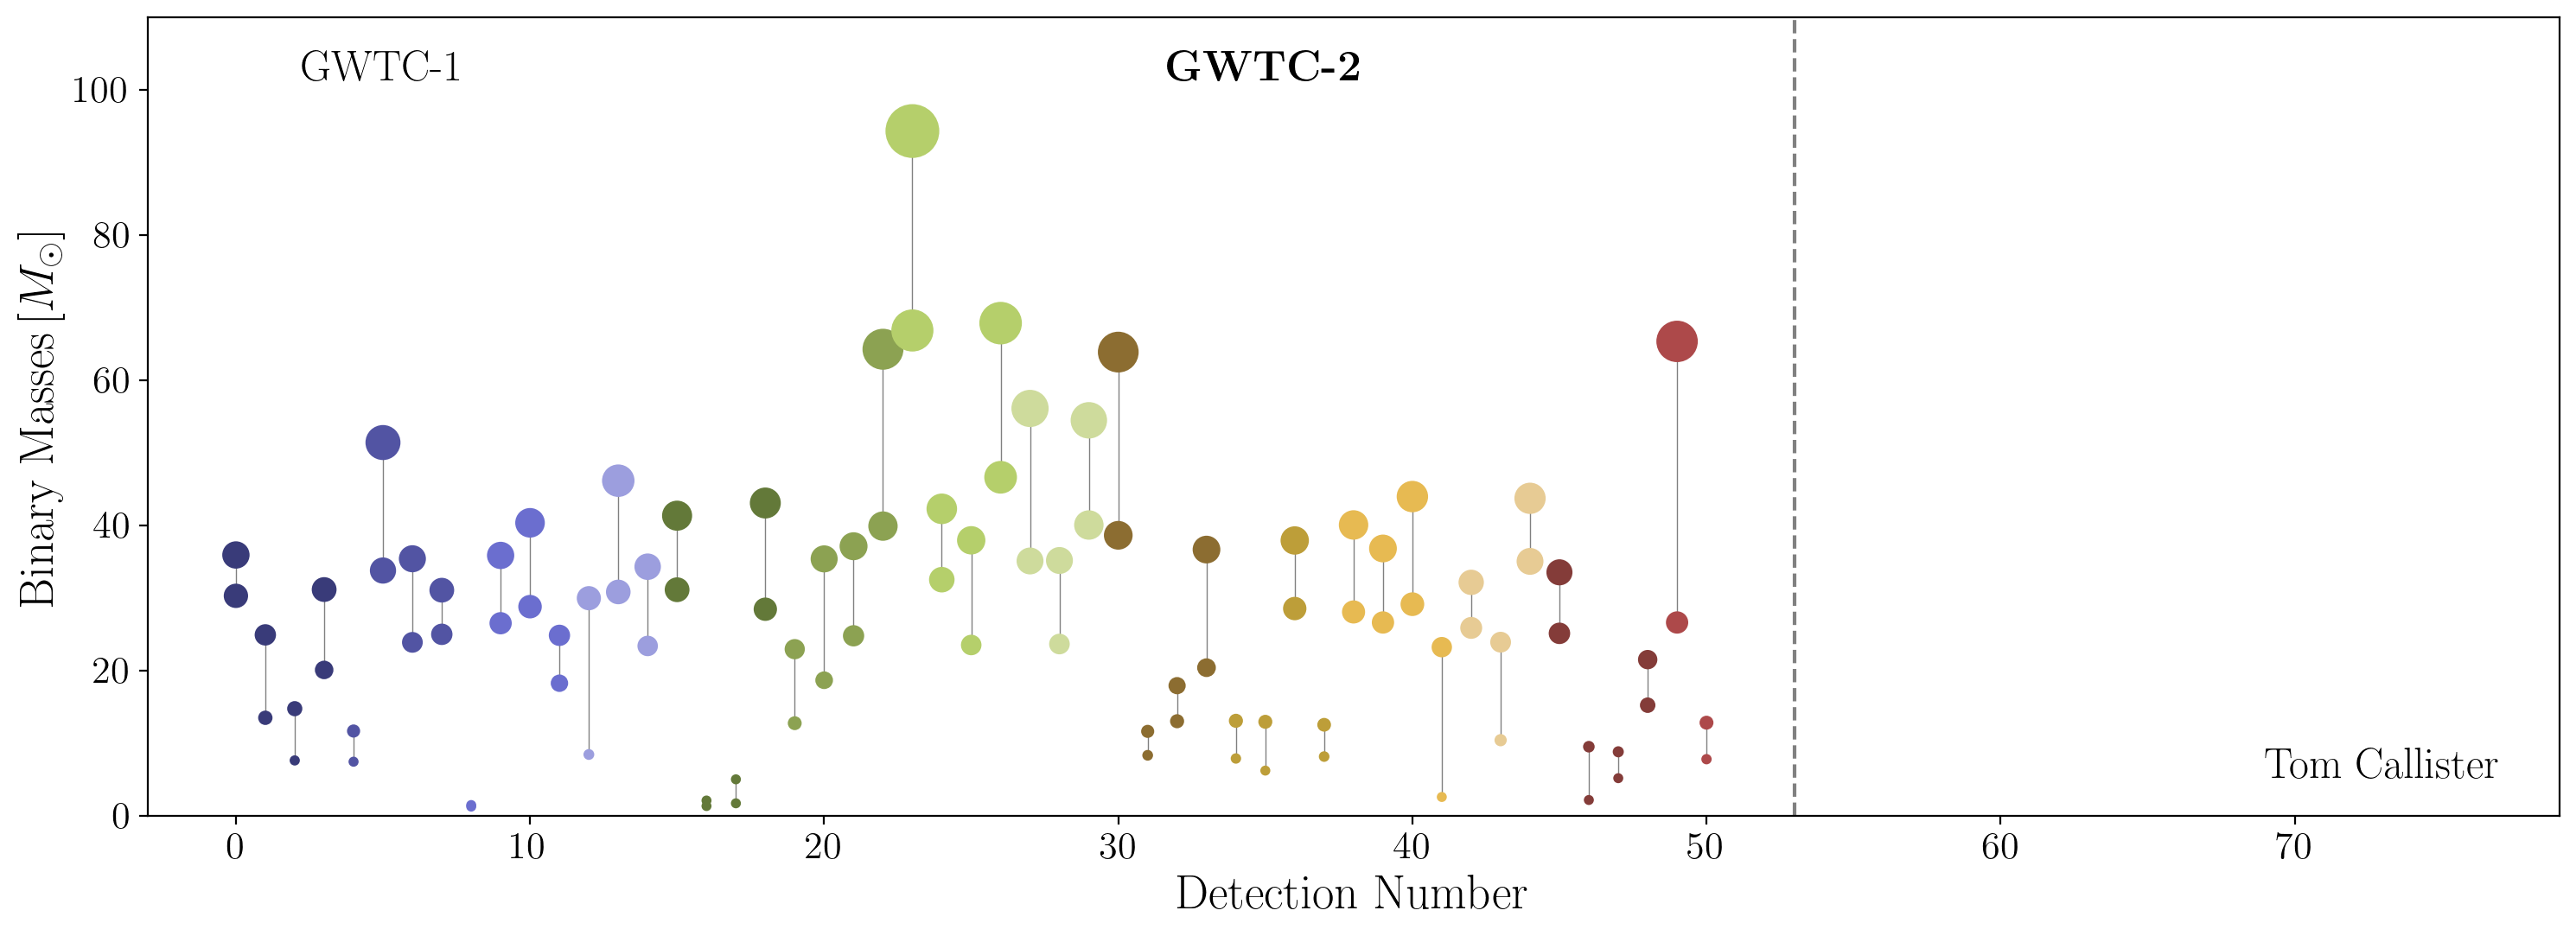 GWTC-1
GWTC-2
100
80
60
40
20
0
Binary Masses [M⊙]
Tom Callister
0 10 20 30 40 50 60 70
Detection Number